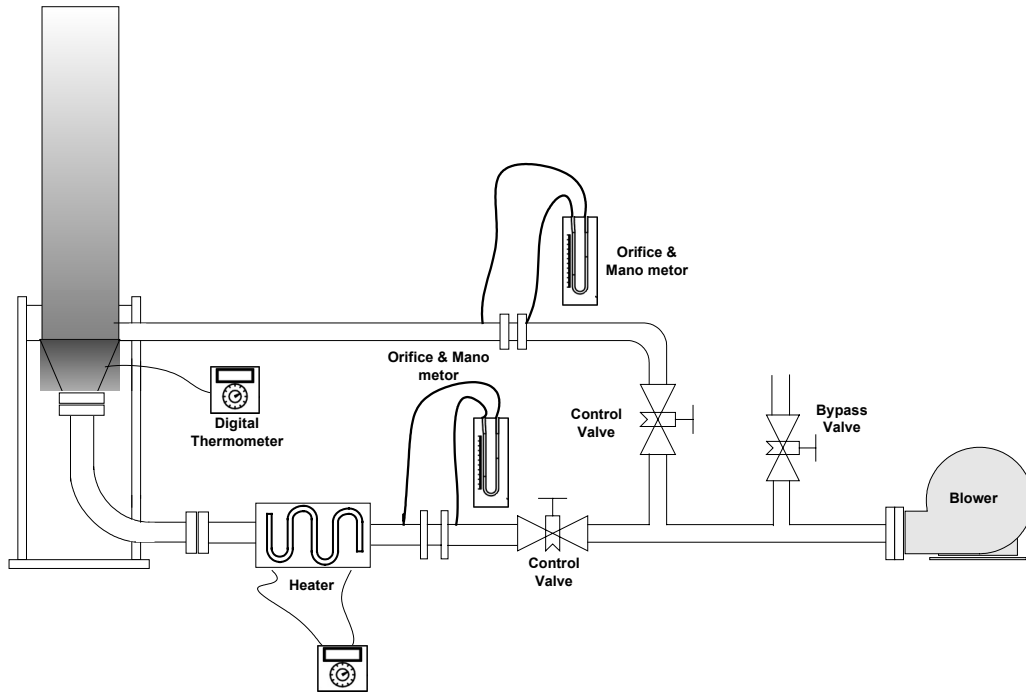 Orifice &
Mano metor
Orifice & Mano
metor
Digital
Thermometer
Control
Valve
Bypass
Valve
Blower
Heater
Control
Valve